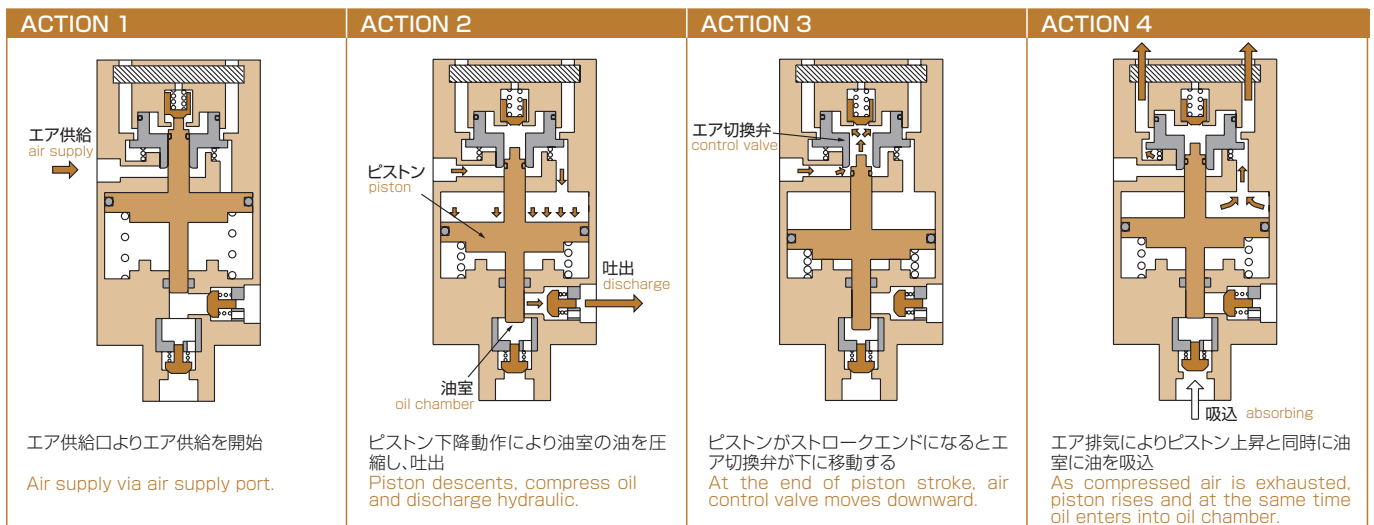 ACTION 1
エア供給
air supply
エア供給口よりエア供給を開始
Air supply via air supply port.
ACTION 2
ピストン
piston
吐出
discharge
油室
oil chamber
ピストン下降動作により油室の油を圧
縮し、吐出
Piston descents, compress oil
and discharge hydraulic.
ACTION 3
エア切換弁
control valve
ピストンがストロークエンドになるとエ
ア切換弁が下に移動する
At the end of piston stroke, air
control valve moves downward.
ACTION 4
吸込 absorbing
エア排気によりピストン上昇と同時に油
室に油を吸込
As compressed air is exhausted,
piston rises and at the same time
oil enters into oil chamber.